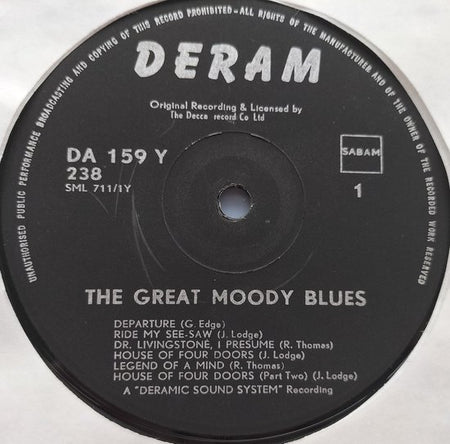 UNAUTHORISED PUBLIC PERFORMANCE BROADCASTING AND COPYING OF THIS RECORD PROHIBITED-ALL RIGHTS OF THE MANUFACTURER AND OF THE OWNER OF THE RECORDED WORK RESERVED
DERAM
Original Recording & Licensed by
The Decca record Co Ltd
DA 159 Y
238
SML 711/1Y
SABAM
1
THE GREAT MOODY BLUES
DEPARTURE (G. Edge)
RIDE MY SEE-SAW (J. Lodge)
DR. LIVINGSTONE, I PRESUME (R. Thomas)
HOUSE OF FOUR DOORS (J. Lodge)
LEGEND OF A MIND (R. Thomas)
HOUSE OF FOUR DOORS (Part Two) (J. Lodge)
A "DERAMIC SOUND SYSTEM" Recording